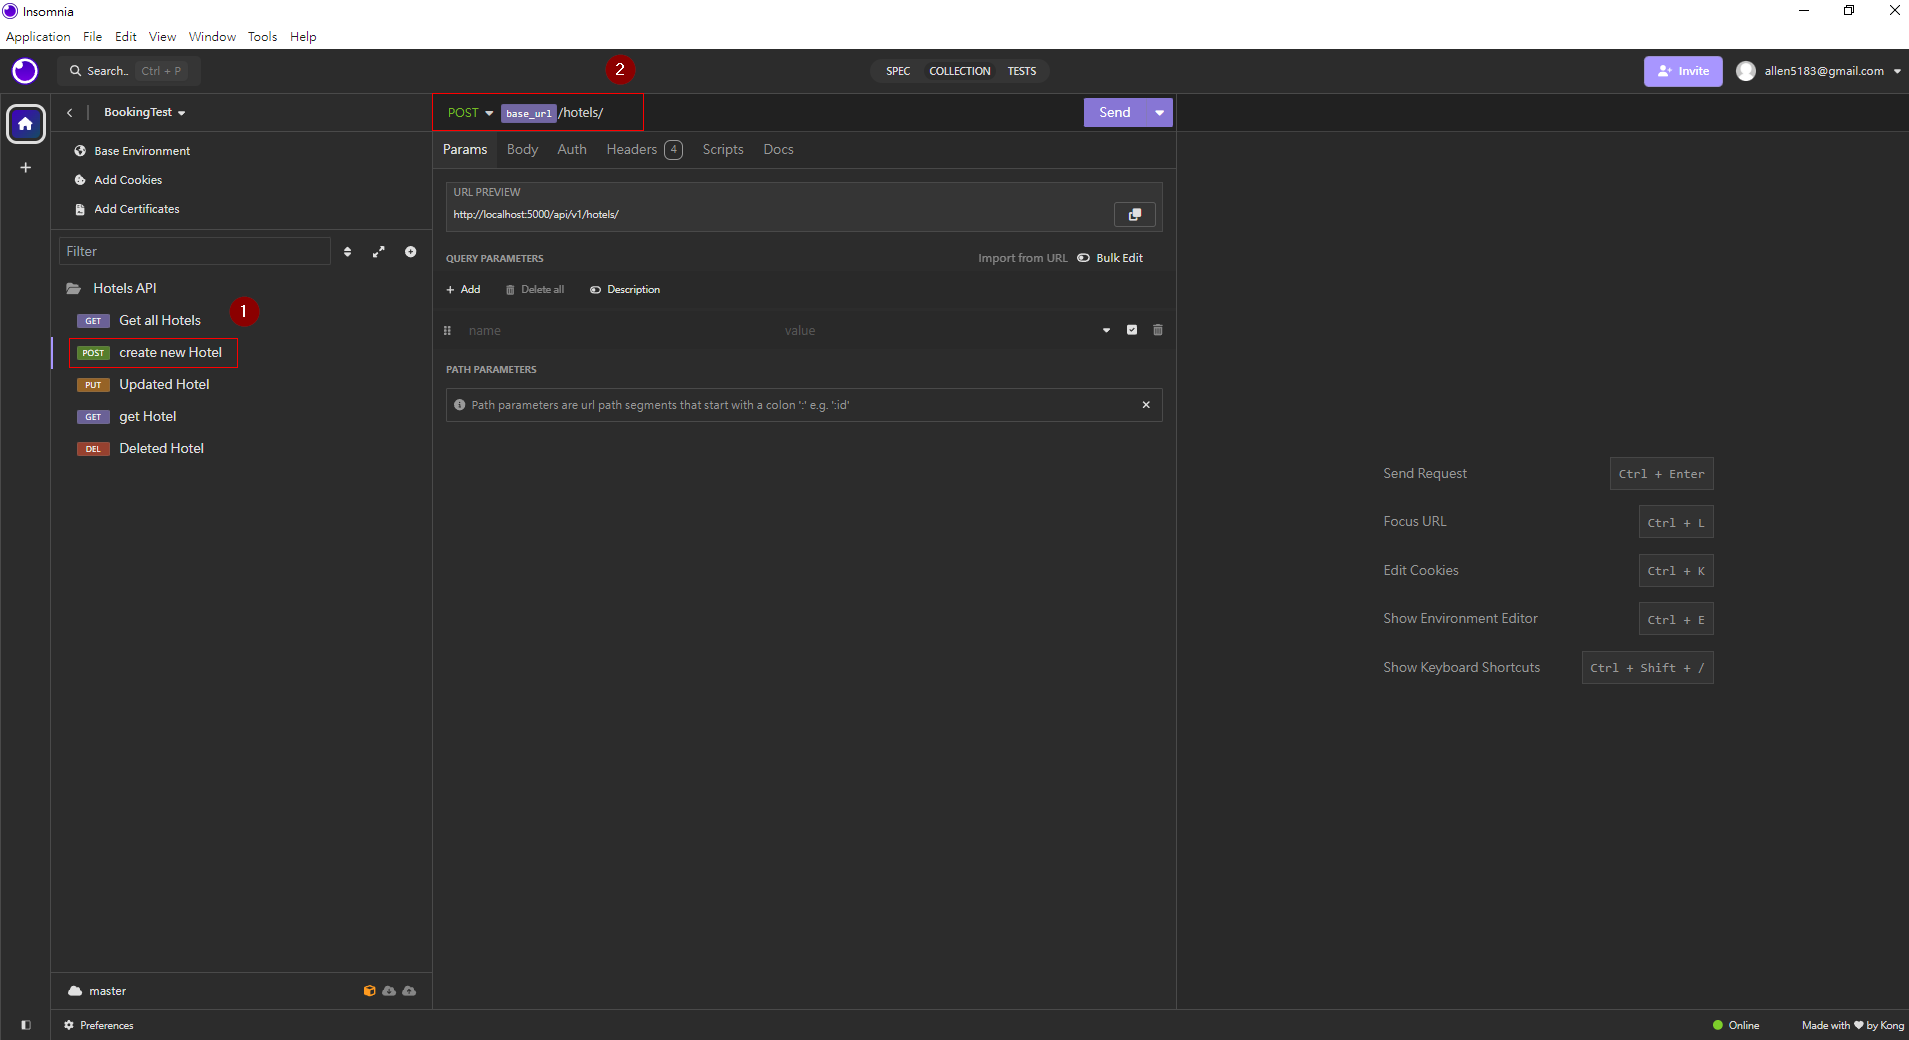 Insomnia
Application File Edit View Window Tools Help
Search.. Ctrl + P
2
SPEC COLLECTION TESTS
Invite
allen5183@gmail.com
BookingTest
POST base_url/hotels/
Send
Base Environment
Add Cookies
Add Certificates
Params Body Auth Headers 4 Scripts Docs
URL PREVIEW
http://localhost:5000/api/v1/hotels/
Filter
QUERY PARAMETERS
Import from URL Bulk Edit
Add Delete all Description
name value
PATH PARAMETERS
Path parameters are url path segments that start with a colon ':' e.g. ':id'
Hotels API
1
GET Get all Hotels
POST create new Hotel
PUT Updated Hotel
GET get Hotel
DEL Deleted Hotel
Send Request Ctrl + Enter
Focus URL Ctrl + L
Edit Cookies Ctrl + K
Show Environment Editor Ctrl + E
Show Keyboard Shortcuts Ctrl + Shift + /
master
Preferences
Online
Made with ♥ by Kong